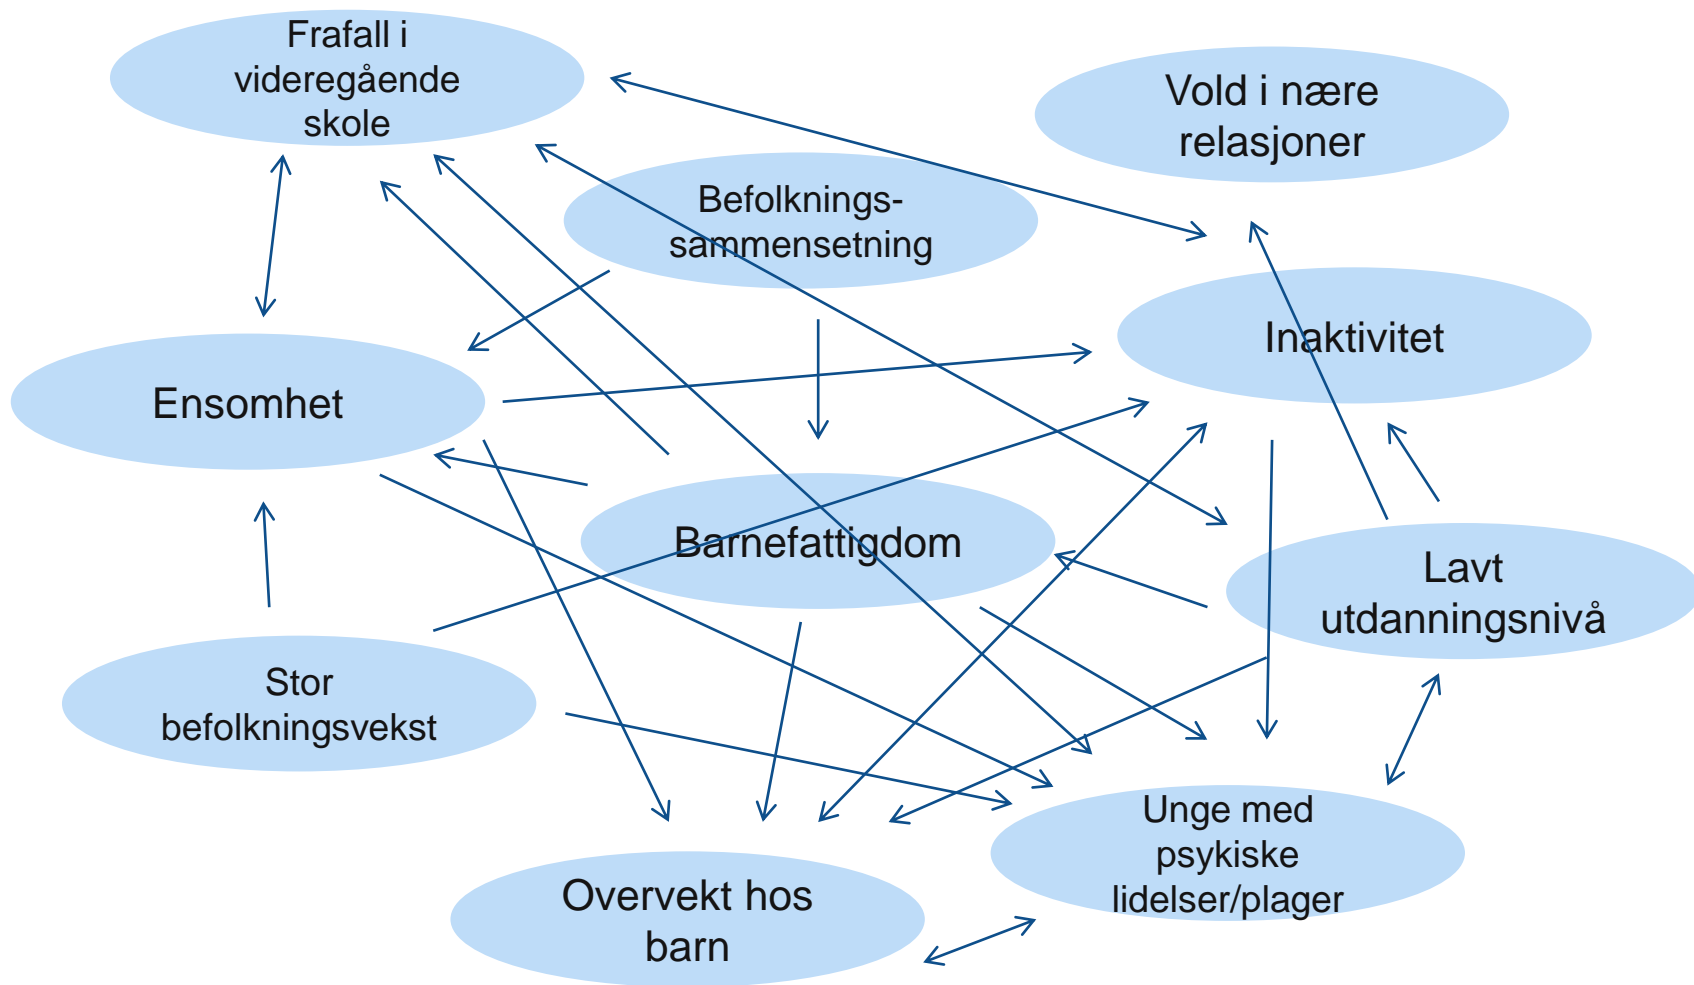 Frafall i
videregående
skole
Vold i nære
relasjoner
Befolknings-
sammensetning
Inaktivitet
Ensomhet
Barnefattigdom
Lavt
utdanningsnivå
Stor
befolkningsvekst
Unge med
psykiske
lidelser/plager
Overvekt hos
barn